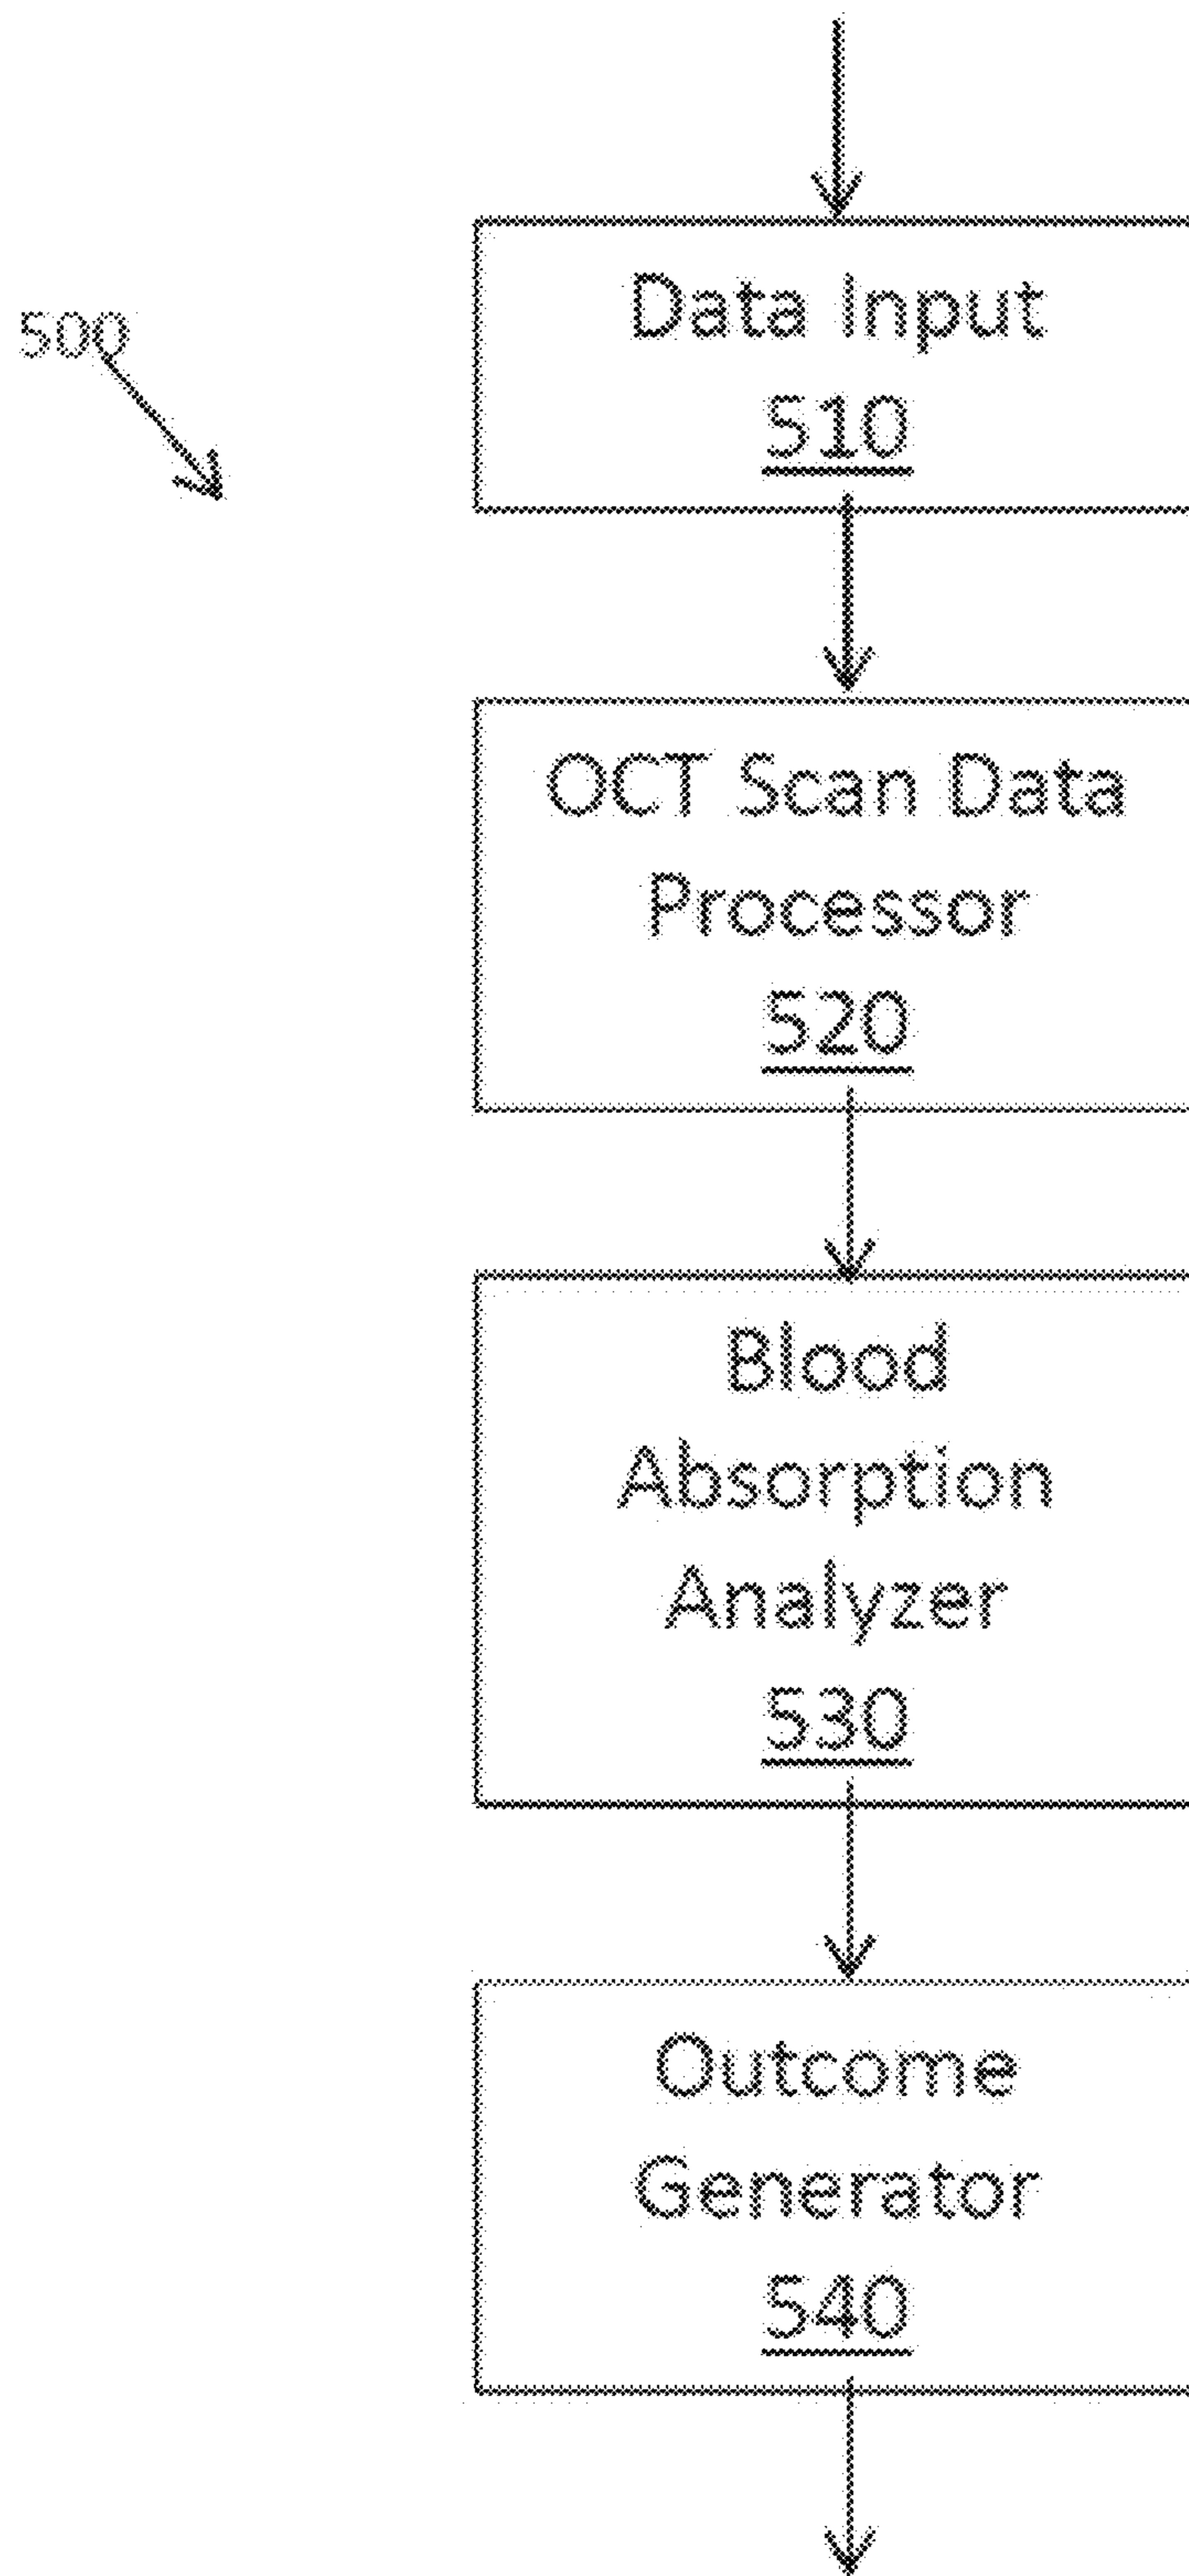 500
Data Input
510
OCT Scan Data
Processor
520
Blood
Absorption
Analyzer
530
Outcome
Generator
540